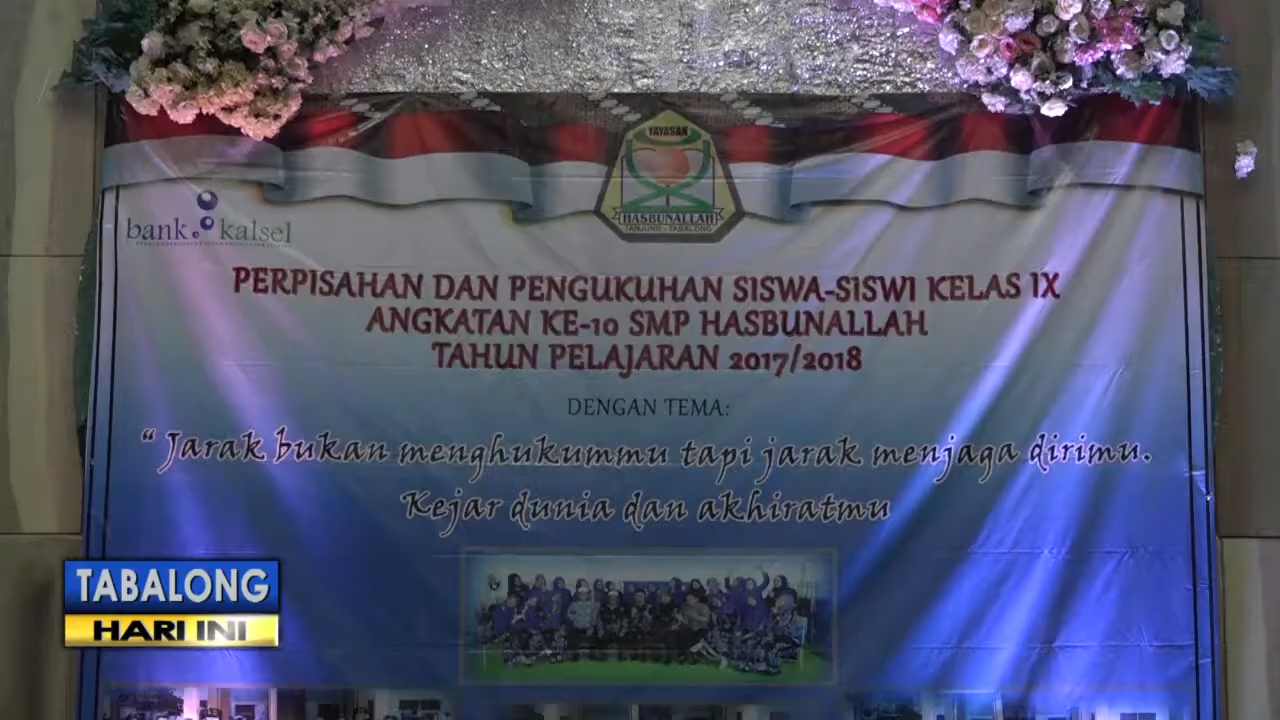 YAYASAN
HASBUNALLAH
TANJUNG - TABALONG
bank kalsel
PERPISAHAN DAN PENGUKUHAN SISWA-SISWI KELAS IX
ANGKATAN KE-10 SMP HASBUNALLAH
TAHUN PELAJARAN 2017/2018
DENGAN TEMA:
“ Jarak bukan menghukummu tapi jarak menjaga dirimu.
Kejar dunia dan akhiratmu
TABALONG
HARI INI